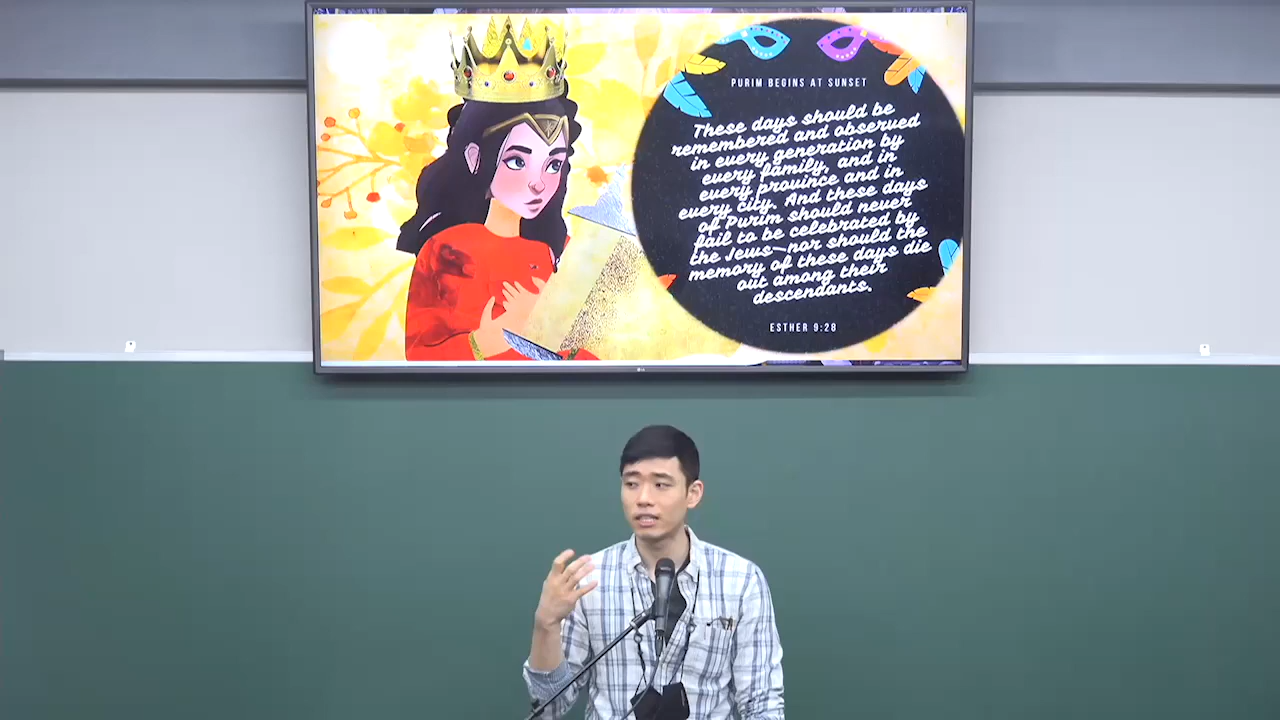 PURIM BEGINS AT SUNSET
These days should be
remembered and observed
in every generation by
every family, and in
every province and in
every city. And these days
of Purim should never
fail to be celebrated by
the Jews—nor should the
memory of these days die
out among their
descendants.
ESTHER 9:28
LG